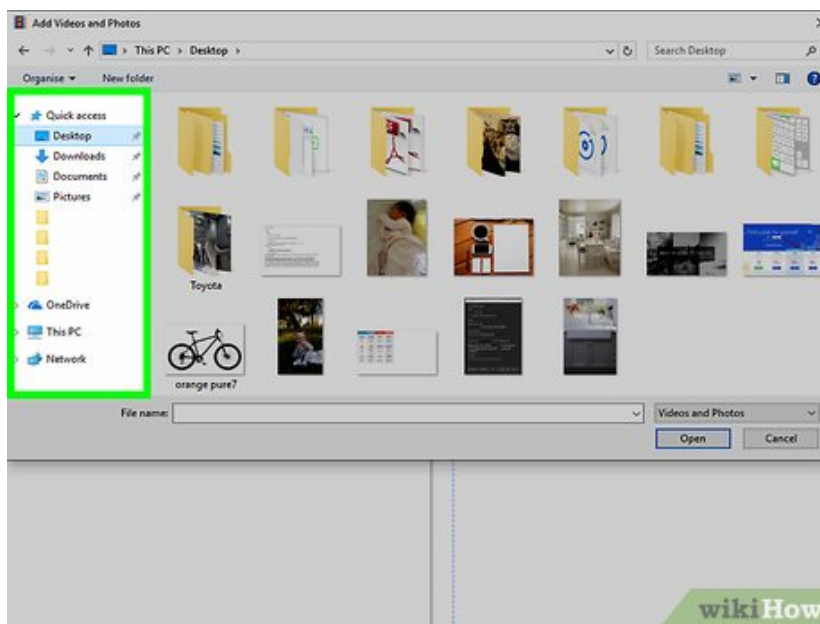 Add Videos and Photos
This PC > Desktop >
Search Desktop
Organise
New folder
Quick access
Desktop
Downloads
Documents
Pictures
OneDrive
This PC
Network
Toyota
orange pure7
File name:
Videos and Photos
Open
Cancel
wikiHow